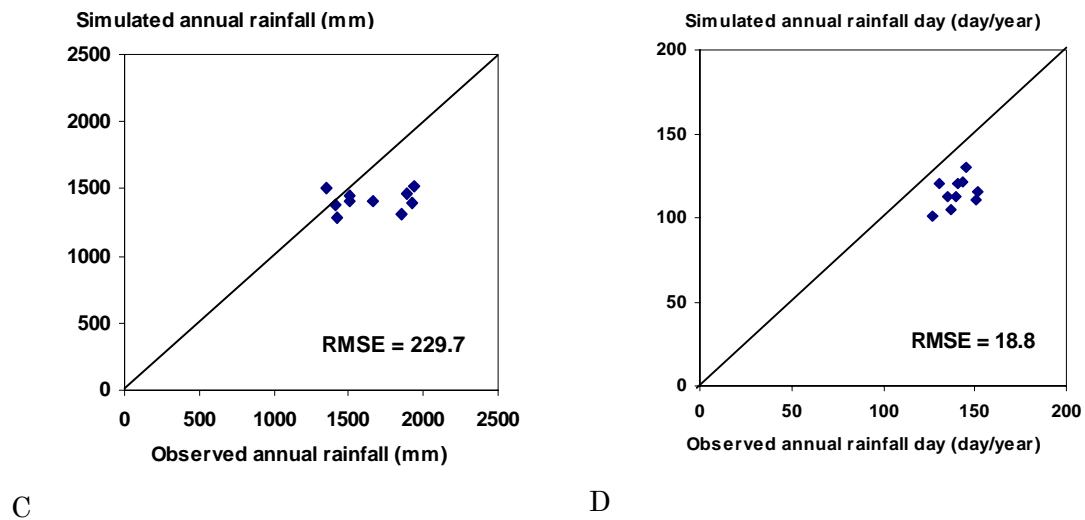 Simulated annual rainfall (mm)
2500
2000
1500
1000
500
0
0 500 1000 1500 2000 2500
RMSE = 229.7
Observed annual rainfall (mm)
C
Simulated annual rainfall day (day/year)
200
150
100
50
0
0 50 100 150 200
RMSE = 18.8
Observed annual rainfall day (day/year)
D